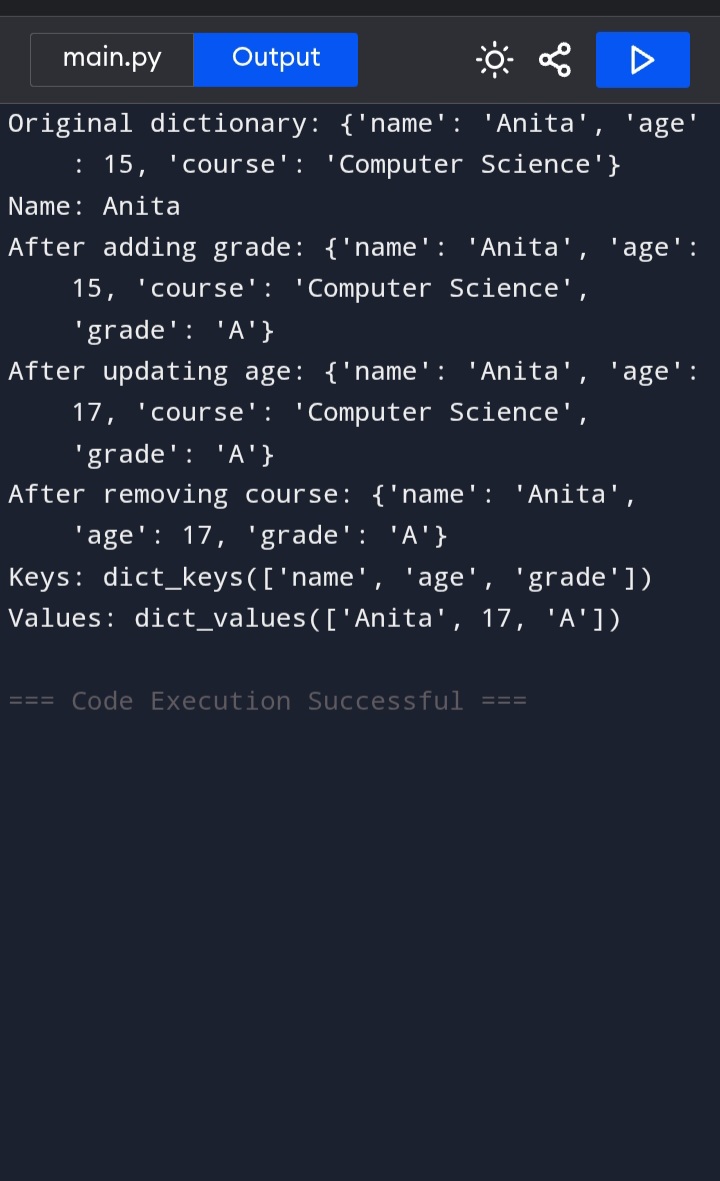 main.py Output
Original dictionary: {'name': 'Anita', 'age'
: 15, 'course': 'Computer Science'}
Name: Anita
After adding grade: {'name': 'Anita', 'age':
15, 'course': 'Computer Science',
'grade': 'A'}
After updating age: {'name': 'Anita', 'age':
17, 'course': 'Computer Science',
'grade': 'A'}
After removing course: {'name': 'Anita',
'age': 17, 'grade': 'A'}
Keys: dict_keys(['name', 'age', 'grade'])
Values: dict_values(['Anita', 17, 'A'])
=== Code Execution Successful ===